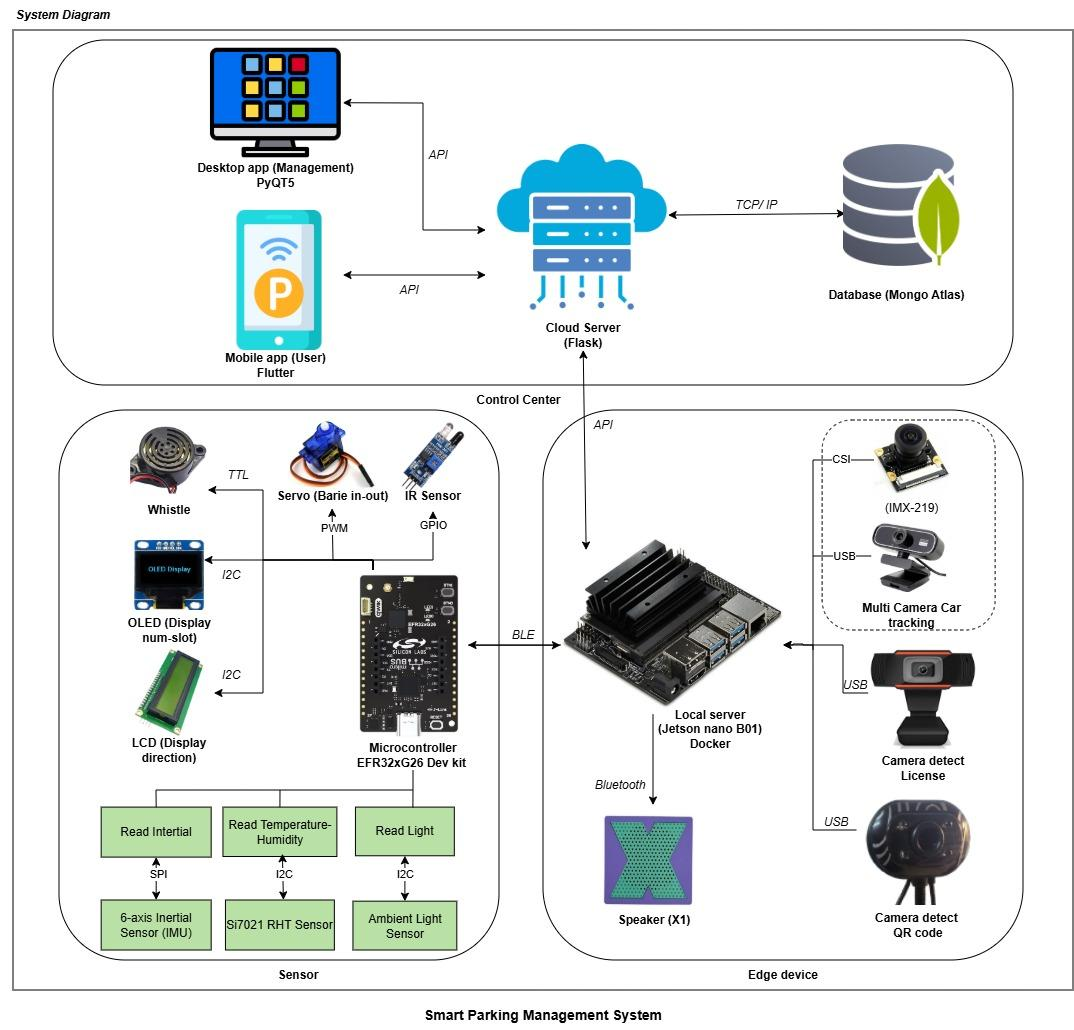 System Diagram
Desktop app (Management)
PyQT5
API
Mobile app (User)
Flutter
API
Cloud Server
(Flask)
TCP/ IP
Database (Mongo Atlas)
Control Center
API
Whistle
TTL
Servo (Barie in-out)
PWM
IR Sensor
GPIO
OLED Display
I2C
OLED (Display
num-slot)
I2C
LCD (Display
direction)
EFR32xG26
SILICON LABS
RESET
Microcontroller
EFR32xG26 Dev kit
BLE
Read Intertial
Read Temperature-
Humidity
Read Light
SPI
I2C
I2C
6-axis Inertial
Sensor (IMU)
Si7021 RHT Sensor
Ambient Light
Sensor
Sensor
CSI
(IMX-219)
USB
Multi Camera Car
tracking
Local server
(Jetson nano B01)
Docker
USB
Camera detect
License
Bluetooth
Speaker (X1)
USB
Camera detect
QR code
Edge device
Smart Parking Management System